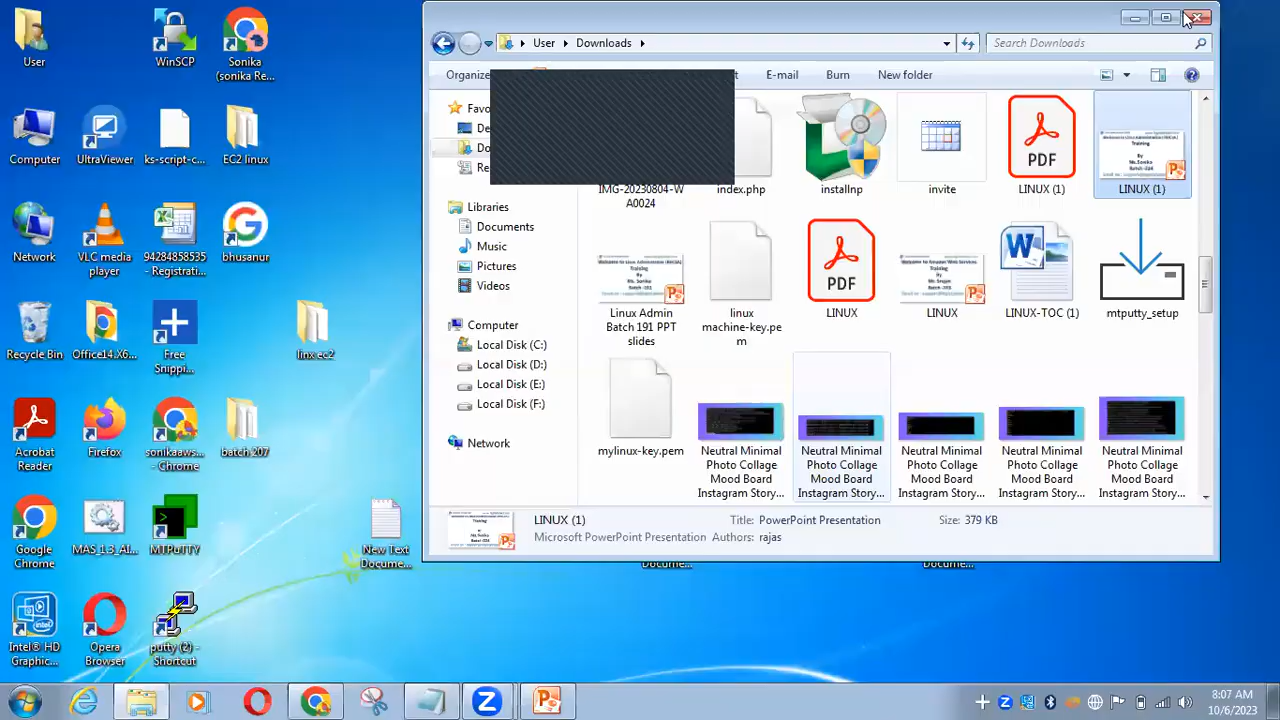 User
WinSCP
Sonika
(sonika Re...
Computer
UltraViewer
ks-script-c...
EC2 linux
Network
VLC media
player
94284858535
- Registrat...
bhusanur
Recycle Bin
Office14.X6...
Free
Snippi...
linx ec2
Acrobat
Reader
Firefox
sonikaaws...
- Chrome
batch 207
Google
Chrome
MAS_1.3_AI...
MTPuTTY
New Text
Docume...
Intel® HD
Graphic...
Opera
Browser
putty (2) -
Shortcut
User
Downloads
Search Downloads
Organize
E-mail
Burn
New folder
Favo
De
Do
Re
Libraries
Documents
Music
Pictures
Videos
Computer
Local Disk (C:)
Local Disk (D:)
Local Disk (E:)
Local Disk (F:)
Network
IMG-20230804-W
A0024
index.php
installnp
invite
PDF
LINUX (1)
LINUX (1)
Linux Admin
Batch 191 PPT
slides
linux
machine-key.pe
m
PDF
LINUX
LINUX
LINUX-TOC (1)
mtputty_setup
mylinux-key.pem
Neutral Minimal
Photo Collage
Mood Board
Instagram Story...
Neutral Minimal
Photo Collage
Mood Board
Instagram Story...
Neutral Minimal
Photo Collage
Mood Board
Instagram Story...
Neutral Minimal
Photo Collage
Mood Board
Instagram Story...
Neutral Minimal
Photo Collage
Mood Board
Instagram Story...
LINUX (1)
Title: PowerPoint Presentation
Size: 379 KB
Microsoft PowerPoint Presentation
Authors: rajas
Docume...
Docume...
8:07 AM
10/6/2023